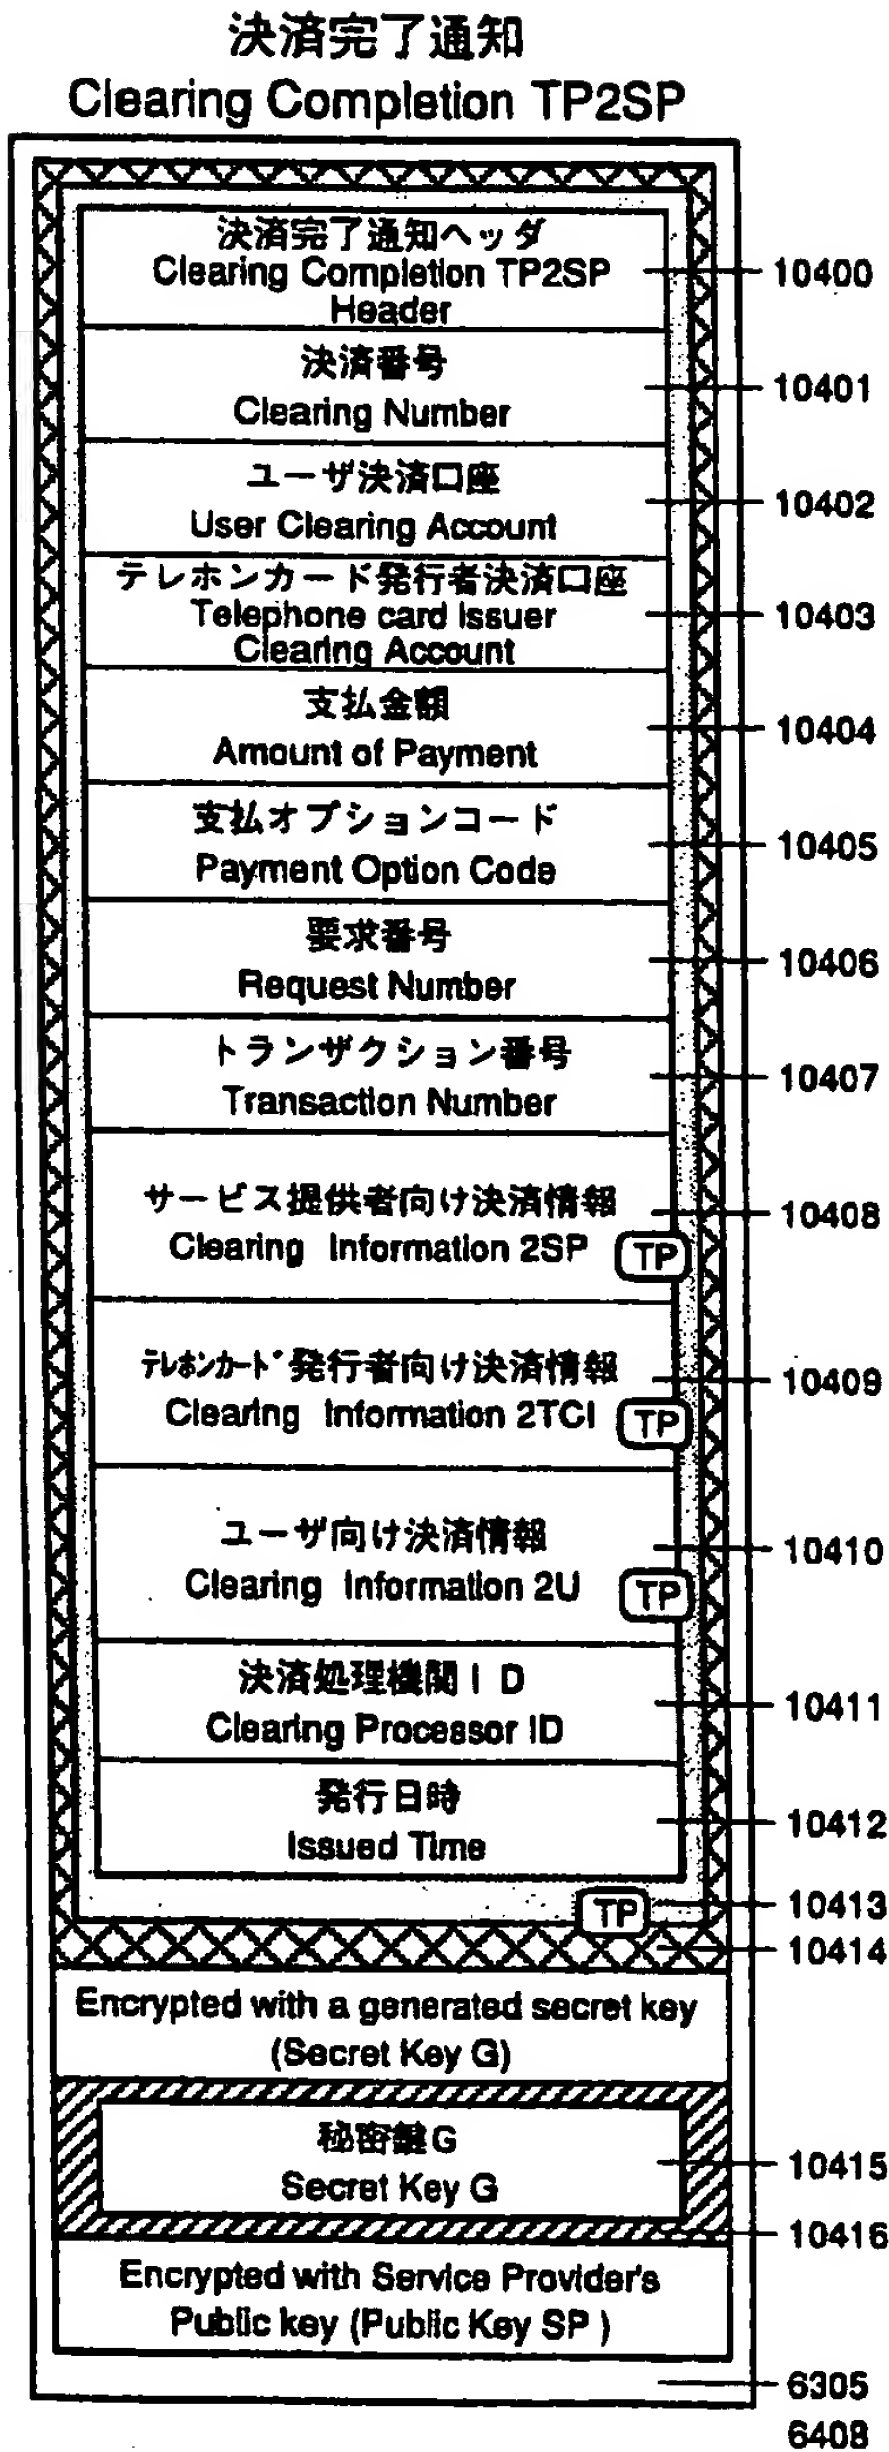 決済完了通知
Clearing Completion TP2SP
決済完了通知ヘッダ
Clearing Completion TP2SP
Header
10400
決済番号
Clearing Number
10401
ユーザ決済口座
User Clearing Account
10402
テレホンカード発行者決済口座
Telephone card Issuer
Clearing Account
10403
支払金額
Amount of Payment
10404
支払オプションコード
Payment Option Code
10405
要求番号
Request Number
10406
トランザクション番号
Transaction Number
10407
サービス提供者向け決済情報
Clearing Information 2SP
TP
10408
テレホンカード発行者向け決済情報
Clearing Information 2TCI
TP
10409
ユーザ向け決済情報
Clearing Information 2U
TP
10410
決済処理機関ID
Clearing Processor ID
10411
発行日時
Issued Time
10412
TP
10413
10414
Encrypted with a generated secret key
(Secret Key G)
秘密鍵G
Secret Key G
10415
10416
Encrypted with Service Provider's
Public key (Public Key SP )
6305
6408